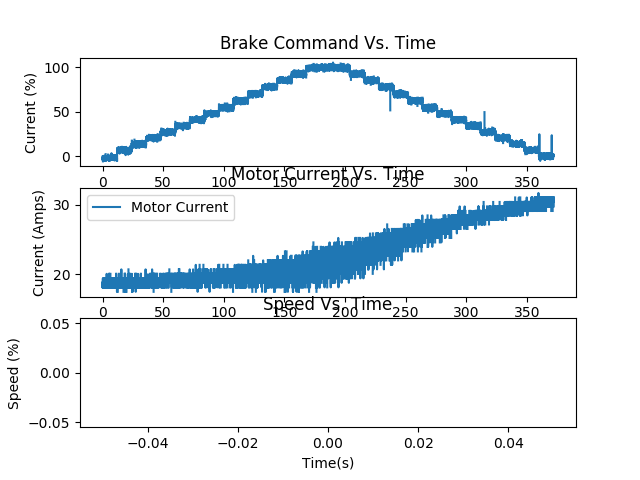 Brake Command Vs. Time
Current (%)
100
50
0
0 50 100 150 200 250 300 350
Motor Current Vs. Time
Current (Amps)
Motor Current
30
20
0 50 100 150 200 250 300 350
Speed Vs. Time
Speed (%)
0.05
0.00
−0.05
−0.04 −0.02 0.00 0.02 0.04
Time(s)